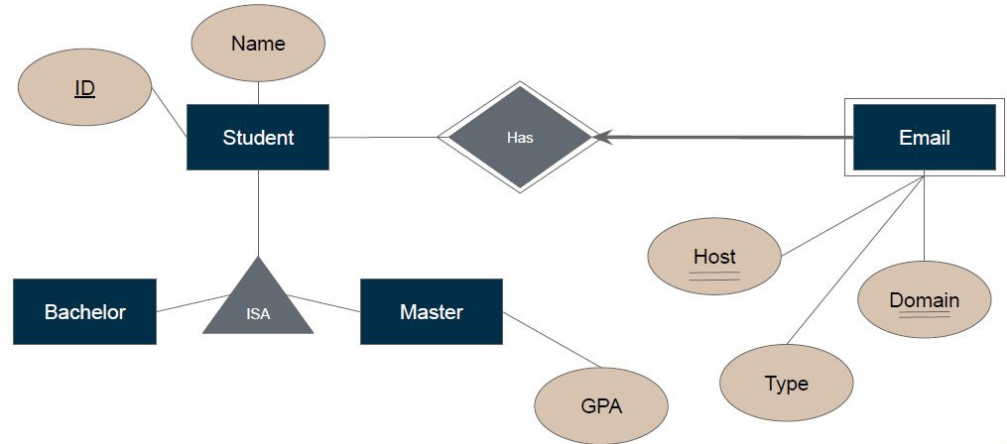 Name
ID
Student
Has
Email
Host
Domain
Bachelor
ISA
Master
Type
GPA